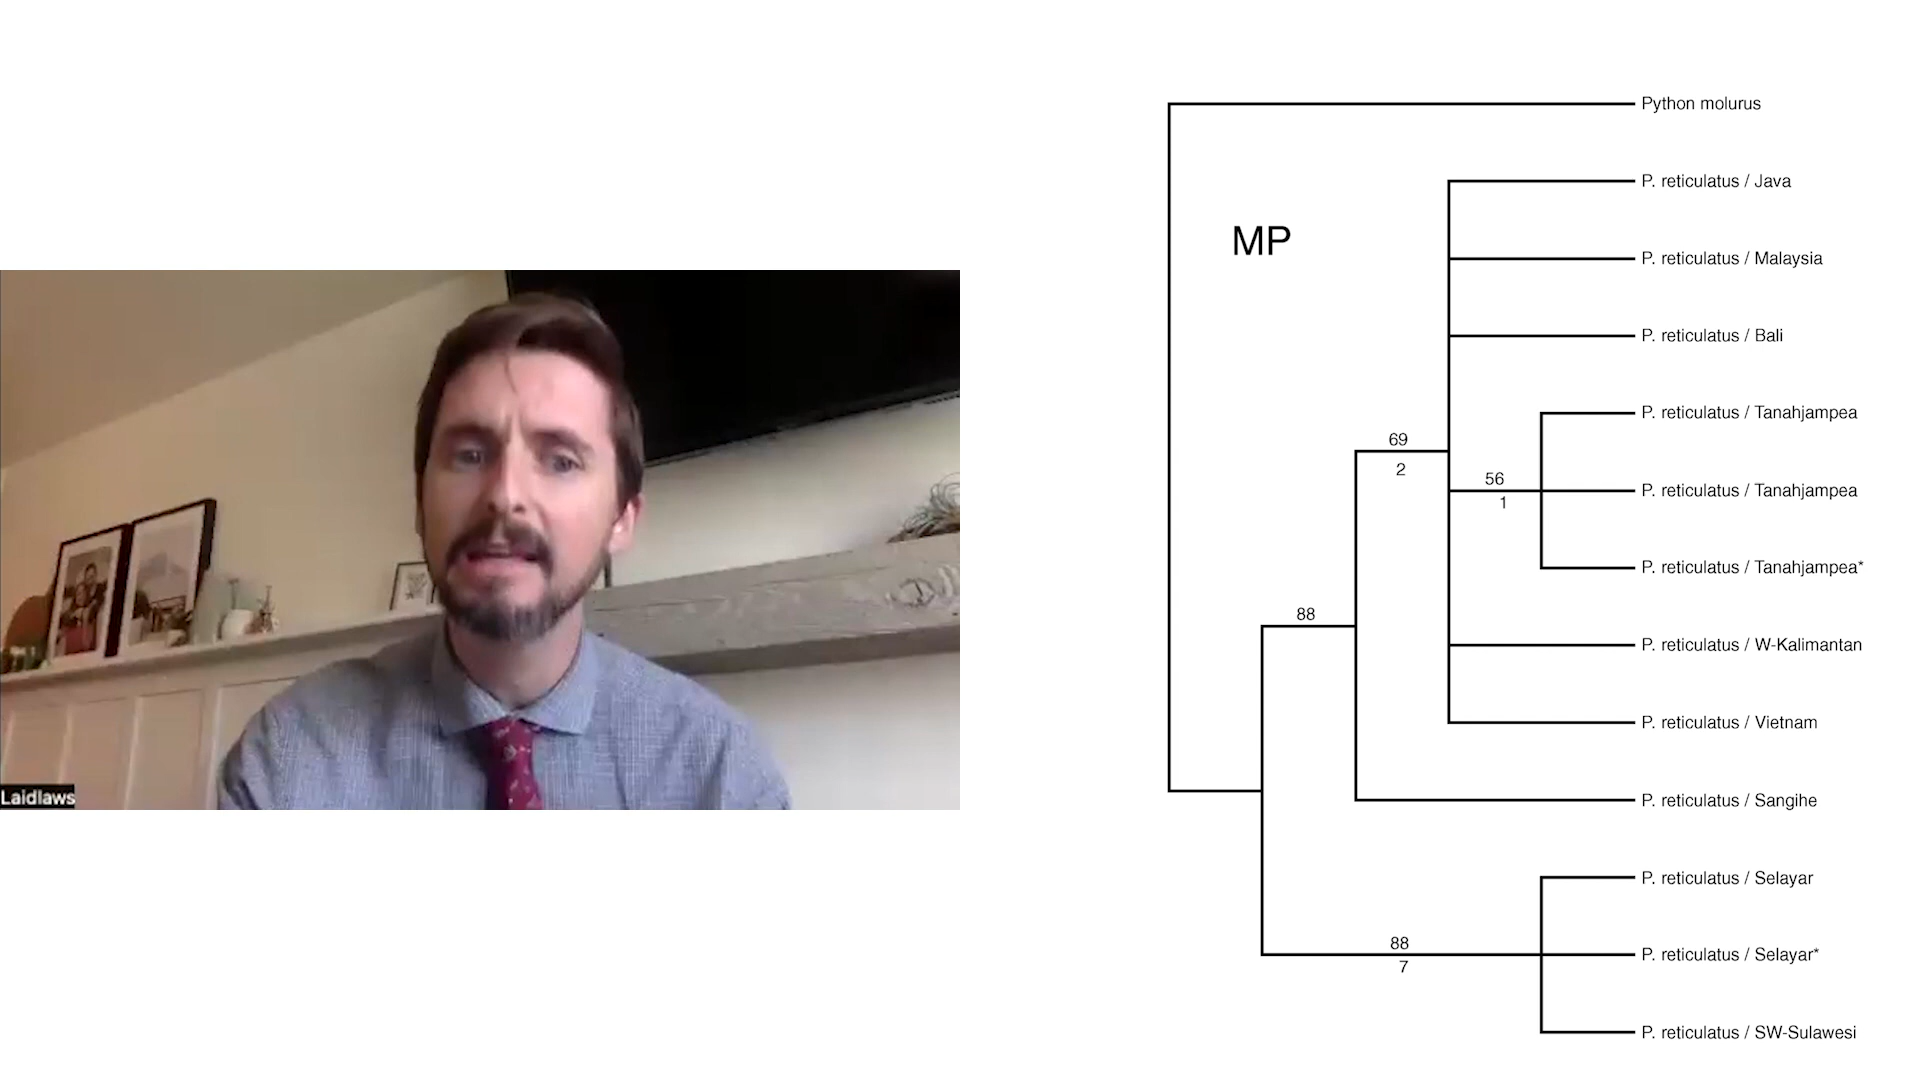 Laidlaws
MP
Python molurus
P. reticulatus / Java
P. reticulatus / Malaysia
P. reticulatus / Bali
P. reticulatus / Tanahjampea
69
2
56
1
P. reticulatus / Tanahjampea
P. reticulatus / Tanahjampea*
88
P. reticulatus / W-Kalimantan
P. reticulatus / Vietnam
P. reticulatus / Sangihe
P. reticulatus / Selayar
88
7
P. reticulatus / Selayar*
P. reticulatus / SW-Sulawesi